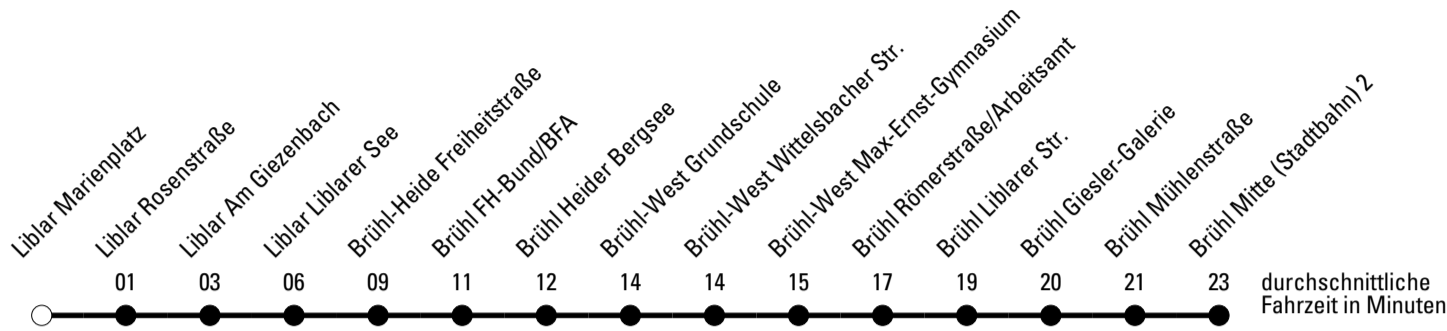 Liblar Marienplatz
Liblar Rosenstraße
Liblar Am Giezenbach
Liblar Liblarer See
Brühl-Heide Freiheitstraße
Brühl FH-Bund/BFA
Brühl Heider Bergsee
Brühl-West Grundschule
Brühl-West Wittelsbacher Str.
Brühl-West Max-Ernst-Gymnasium
Brühl Römerstraße/Arbeitsamt
Brühl Liblarer Str.
Brühl Giesler-Galerie
Brühl Mühlenstraße
Brühl Mitte (Stadtbahn) 2
01 03 06 09 11 12 14 14 15 17 19 20 21 23
durchschnittliche
Fahrzeit in Minuten